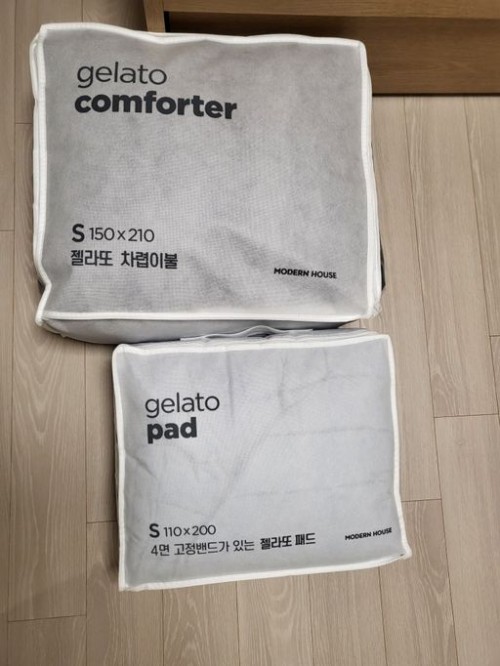 gelato
comforter
S 150 x 210
젤라또 차렵이불
MODERN HOUSE
gelato
pad
S 110 x 200
4면 고정밴드가 있는 젤라또 패드
MODERN HOUSE